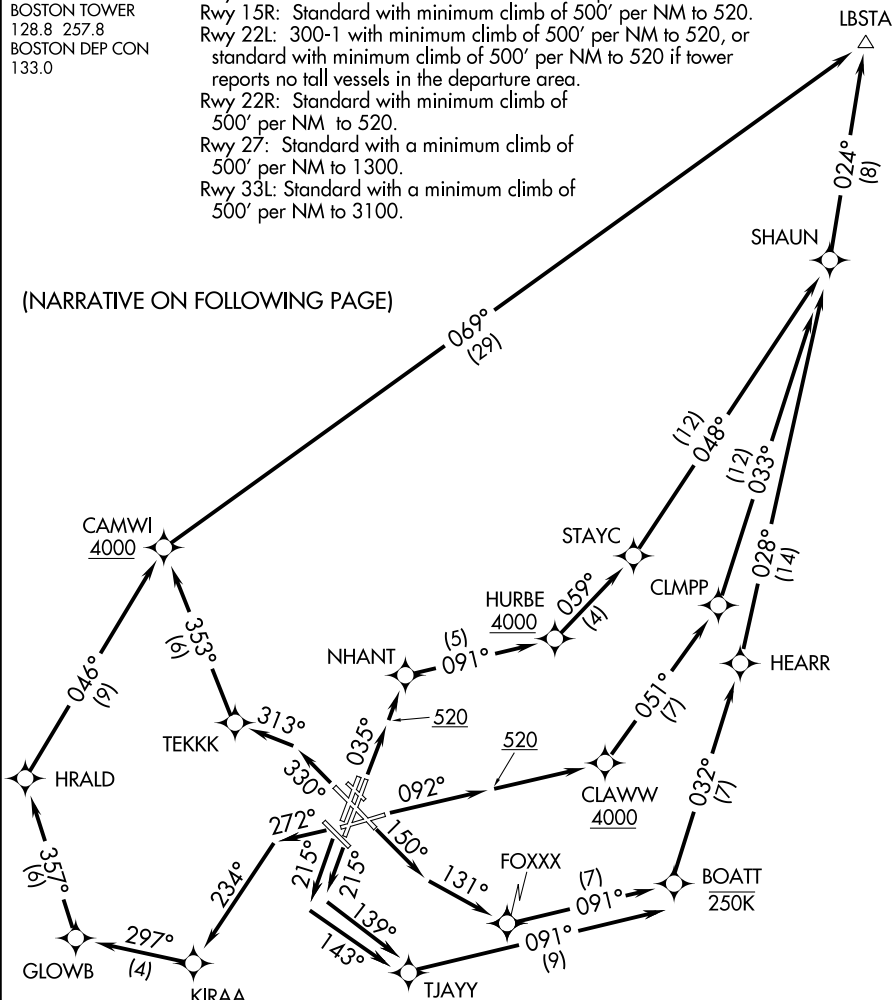 BOSTON TOWER
128.8 257.8
BOSTON DEP CON
133.0
Rwy 15R: Standard with minimum climb of 500' per NM to 520.
Rwy 22L: 300-1 with minimum climb of 500' per NM to 520, or
standard with minimum climb of 500' per NM to 520 if tower
reports no tall vessels in the departure area.
Rwy 22R: Standard with minimum climb of
500' per NM to 520.
Rwy 27: Standard with a minimum climb of
500' per NM to 1300.
Rwy 33L: Standard with a minimum climb of
500' per NM to 3100.
LBSTA
024°
(8)
SHAUN
(NARRATIVE ON FOLLOWING PAGE)
069°
(29)
(12)
048°
(12)
033°
028°
(14)
CAMWI
4000
STAYC
CLMPP
HURBE
4000
059°
(4)
353°
(6)
046°
(9)
NHANT
(5)
091°
HEARR
051°
(7)
520
035°
313°
TEKKK
330°
520
092°
HRALD
CLAWW
4000
032°
(7)
272°
150°
357°
(6)
215°
215°
234°
131°
FOXXX
(7)
091°
BOATT
250K
139°
143°
091°
(9)
297°
(4)
GLOWB
KIRAA
TJAYY